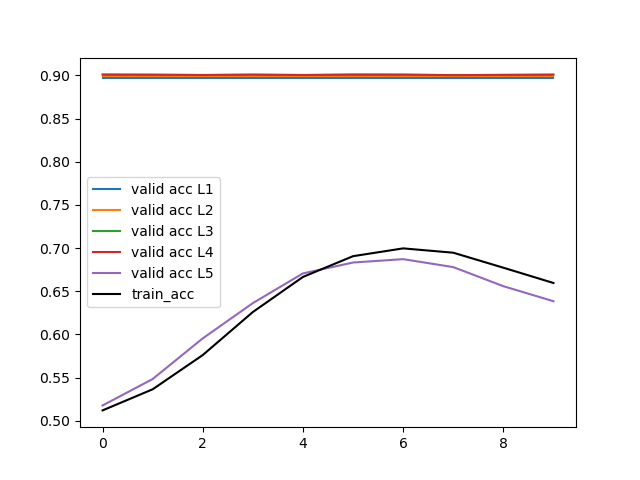 0.90
0.85
0.80
0.75
0.70
0.65
0.60
0.55
0.50
valid acc L1
valid acc L2
valid acc L3
valid acc L4
valid acc L5
train_acc
0 2 4 6 8